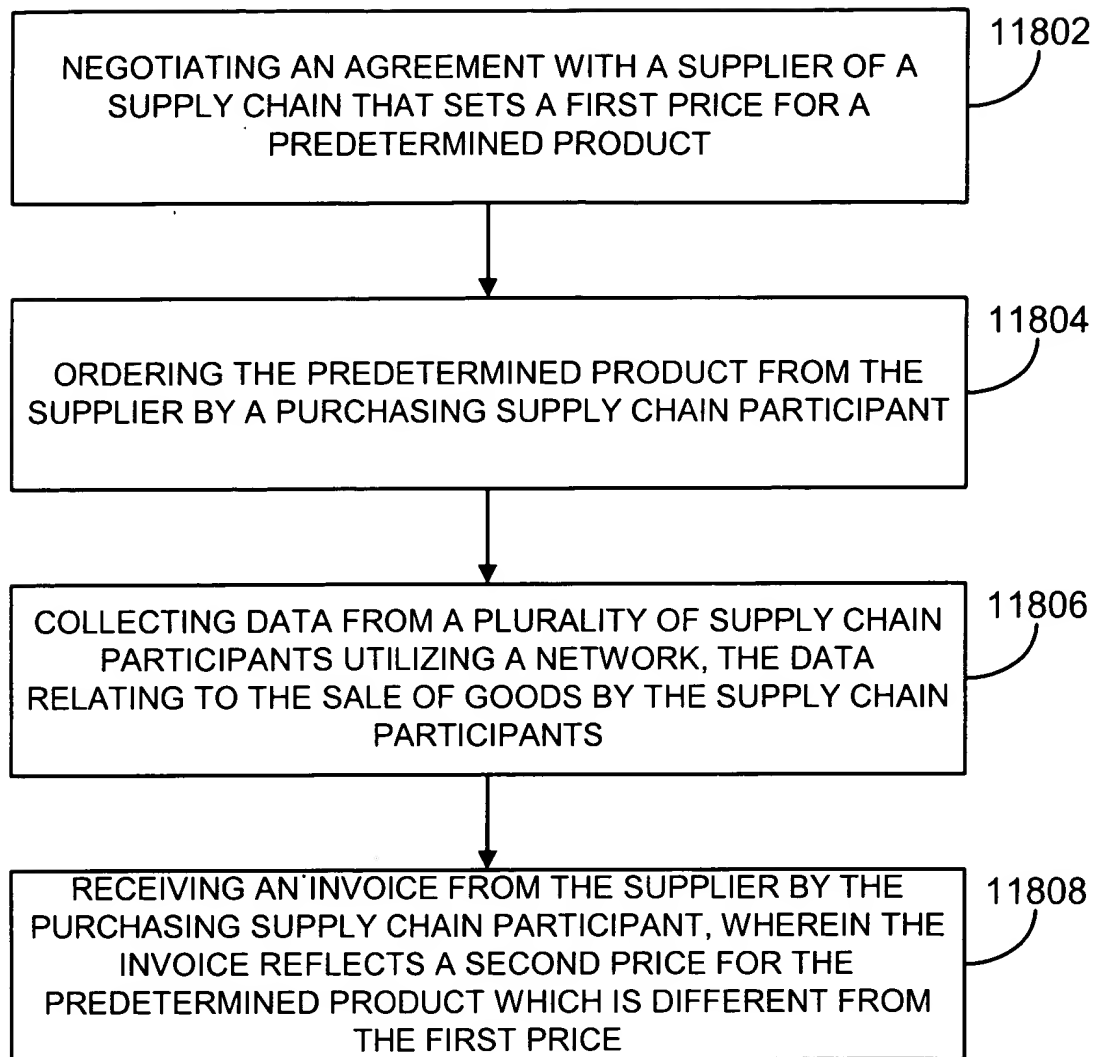 11802
NEGOTIATING AN AGREEMENT WITH A SUPPLIER OF A
SUPPLY CHAIN THAT SETS A FIRST PRICE FOR A
PREDETERMINED PRODUCT
11804
ORDERING THE PREDETERMINED PRODUCT FROM THE
SUPPLIER BY A PURCHASING SUPPLY CHAIN PARTICIPANT
11806
COLLECTING DATA FROM A PLURALITY OF SUPPLY CHAIN
PARTICIPANTS UTILIZING A NETWORK, THE DATA
RELATING TO THE SALE OF GOODS BY THE SUPPLY CHAIN
PARTICIPANTS
11808
RECEIVING AN INVOICE FROM THE SUPPLIER BY THE
PURCHASING SUPPLY CHAIN PARTICIPANT, WHEREIN THE
INVOICE REFLECTS A SECOND PRICE FOR THE
PREDETERMINED PRODUCT WHICH IS DIFFERENT FROM
THE FIRST PRICE